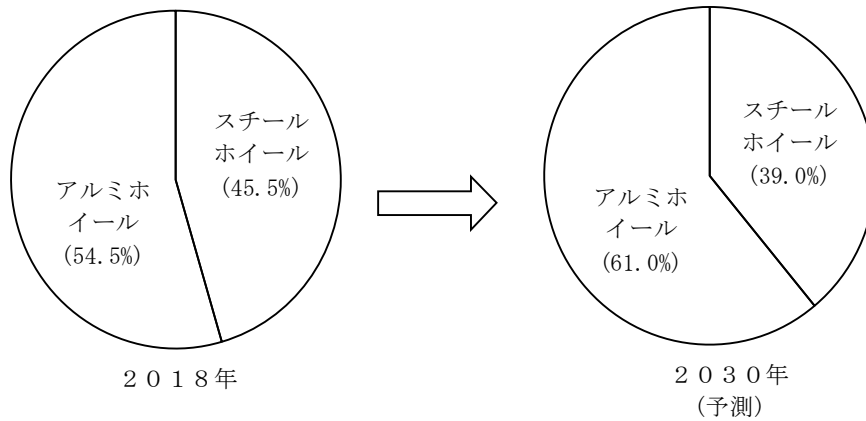 スチール
ホイール
(45.5%)
アルミホ
イール
(54.5%)
２０１８年
スチール
ホイール
(39.0%)
アルミホ
イール
(61.0%)
２０３０年
(予測)